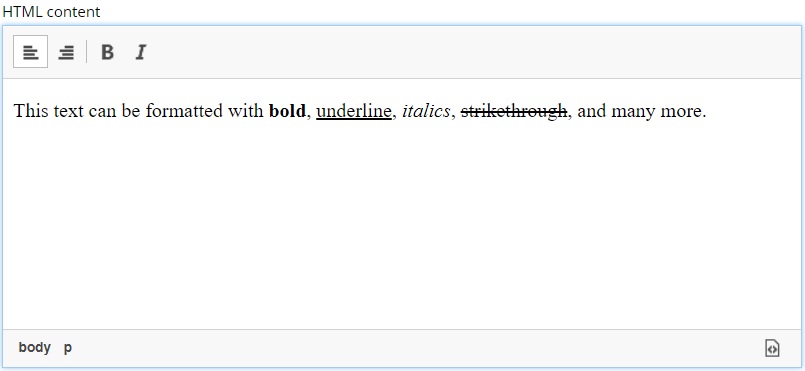 HTML content
B I
This text can be formatted with bold, underline, italics, strikethrough, and many more.
body p